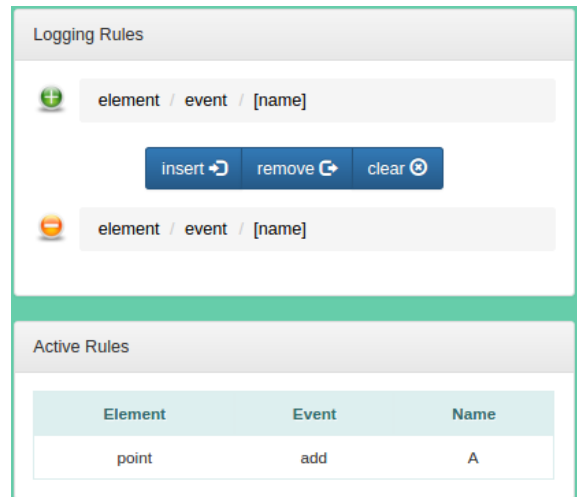 Logging Rules
element / event / [name]
insert remove clear
element / event / [name]
Active Rules
Element Event Name
point add A